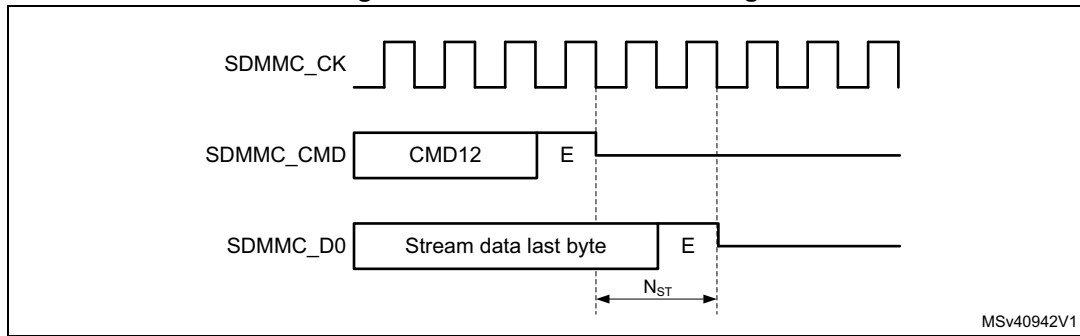 SDMMC_CK
SDMMC_CMD CMD12 E
SDMMC_D0 Stream data last byte E
NST
MSv40942V1